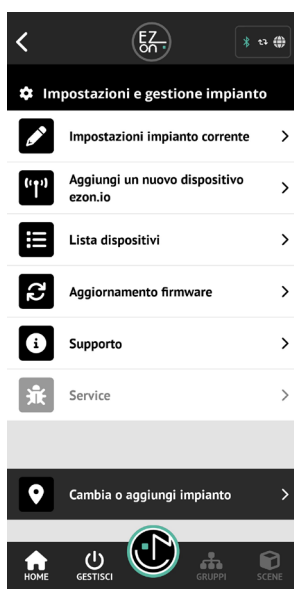 EZ
on
Impostazioni e gestione impianto
Impostazioni impianto corrente
Aggiungi un nuovo dispositivo
ezon.io
Lista dispositivi
Aggiornamento firmware
Supporto
Service
Cambia o aggiungi impianto
HOME
GESTISCI
GRUPPI
SCENE